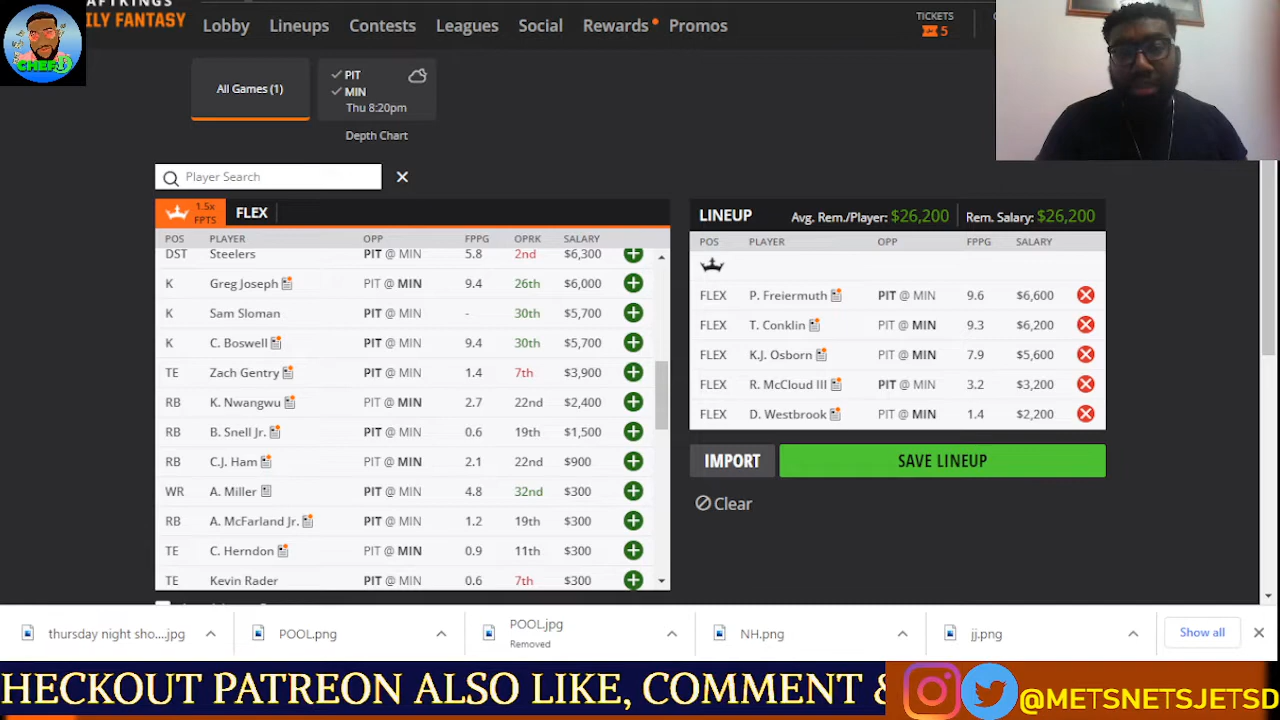 AFTKINGS
ILY FANTASY
Lobby Lineups Contests Leagues Social Rewards Promos
TICKETS
5
CHEF
All Games (1)
PIT
MIN
Thu 8:20pm
Depth Chart
Player Search
1.5x
FPTS
FLEX
POS PLAYER OPP FPPG OPRK SALARY
DST Steelers PIT @ MIN 5.8 2nd $6,300
K Greg Joseph PIT @ MIN 9.4 26th $6,000
K Sam Sloman PIT @ MIN - 30th $5,700
K C. Boswell PIT @ MIN 9.4 30th $5,700
TE Zach Gentry PIT @ MIN 1.4 7th $3,900
RB K. Nwangwu PIT @ MIN 2.7 22nd $2,400
RB B. Snell Jr. PIT @ MIN 0.6 19th $1,500
RB C.J. Ham PIT @ MIN 2.1 22nd $900
WR A. Miller PIT @ MIN 4.8 32nd $300
RB A. McFarland Jr. PIT @ MIN 1.2 19th $300
TE C. Herndon PIT @ MIN 0.9 11th $300
TE Kevin Rader PIT @ MIN 0.6 7th $300
LINEUP Avg. Rem./Player: $26,200 Rem. Salary: $26,200
POS PLAYER OPP FPPG SALARY
FLEX P. Freiermuth PIT @ MIN 9.6 $6,600
FLEX T. Conklin PIT @ MIN 9.3 $6,200
FLEX K.J. Osborn PIT @ MIN 7.9 $5,600
FLEX R. McCloud III PIT @ MIN 3.2 $3,200
FLEX D. Westbrook PIT @ MIN 1.4 $2,200
IMPORT SAVE LINEUP
Clear
thursday night sho....jpg POOL.png POOL.jpg NH.png jj.png Show all
Removed
HECKOUT PATREON ALSO LIKE, COMMENT &
@METSNETSJETSD